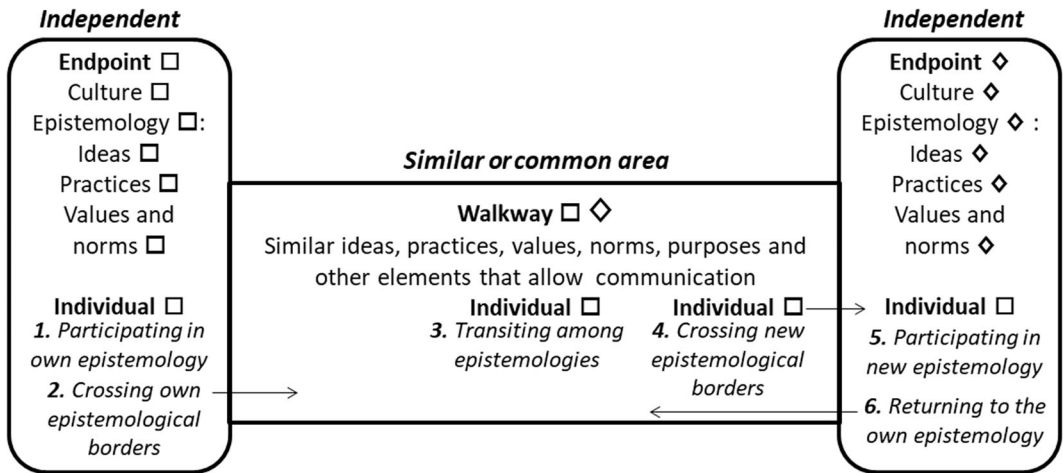 Independent
Endpoint □
Culture □
Epistemology □:
Ideas □
Practices □
Values and
norms □
Individual □
1. Participating in
own epistemology
2. Crossing own
epistemological
borders
Similar or common area
Walkway □ ◇
Similar ideas, practices, values, norms, purposes and
other elements that allow communication
Individual □
3. Transiting among
epistemologies
Individual □
4. Crossing new
epistemological
borders
Independent
Endpoint ◇
Culture ◇
Epistemology ◇ :
Ideas ◇
Practices ◇
Values and
norms ◇
Individual □
5. Participating in
new epistemology
6. Returning to the
own epistemology